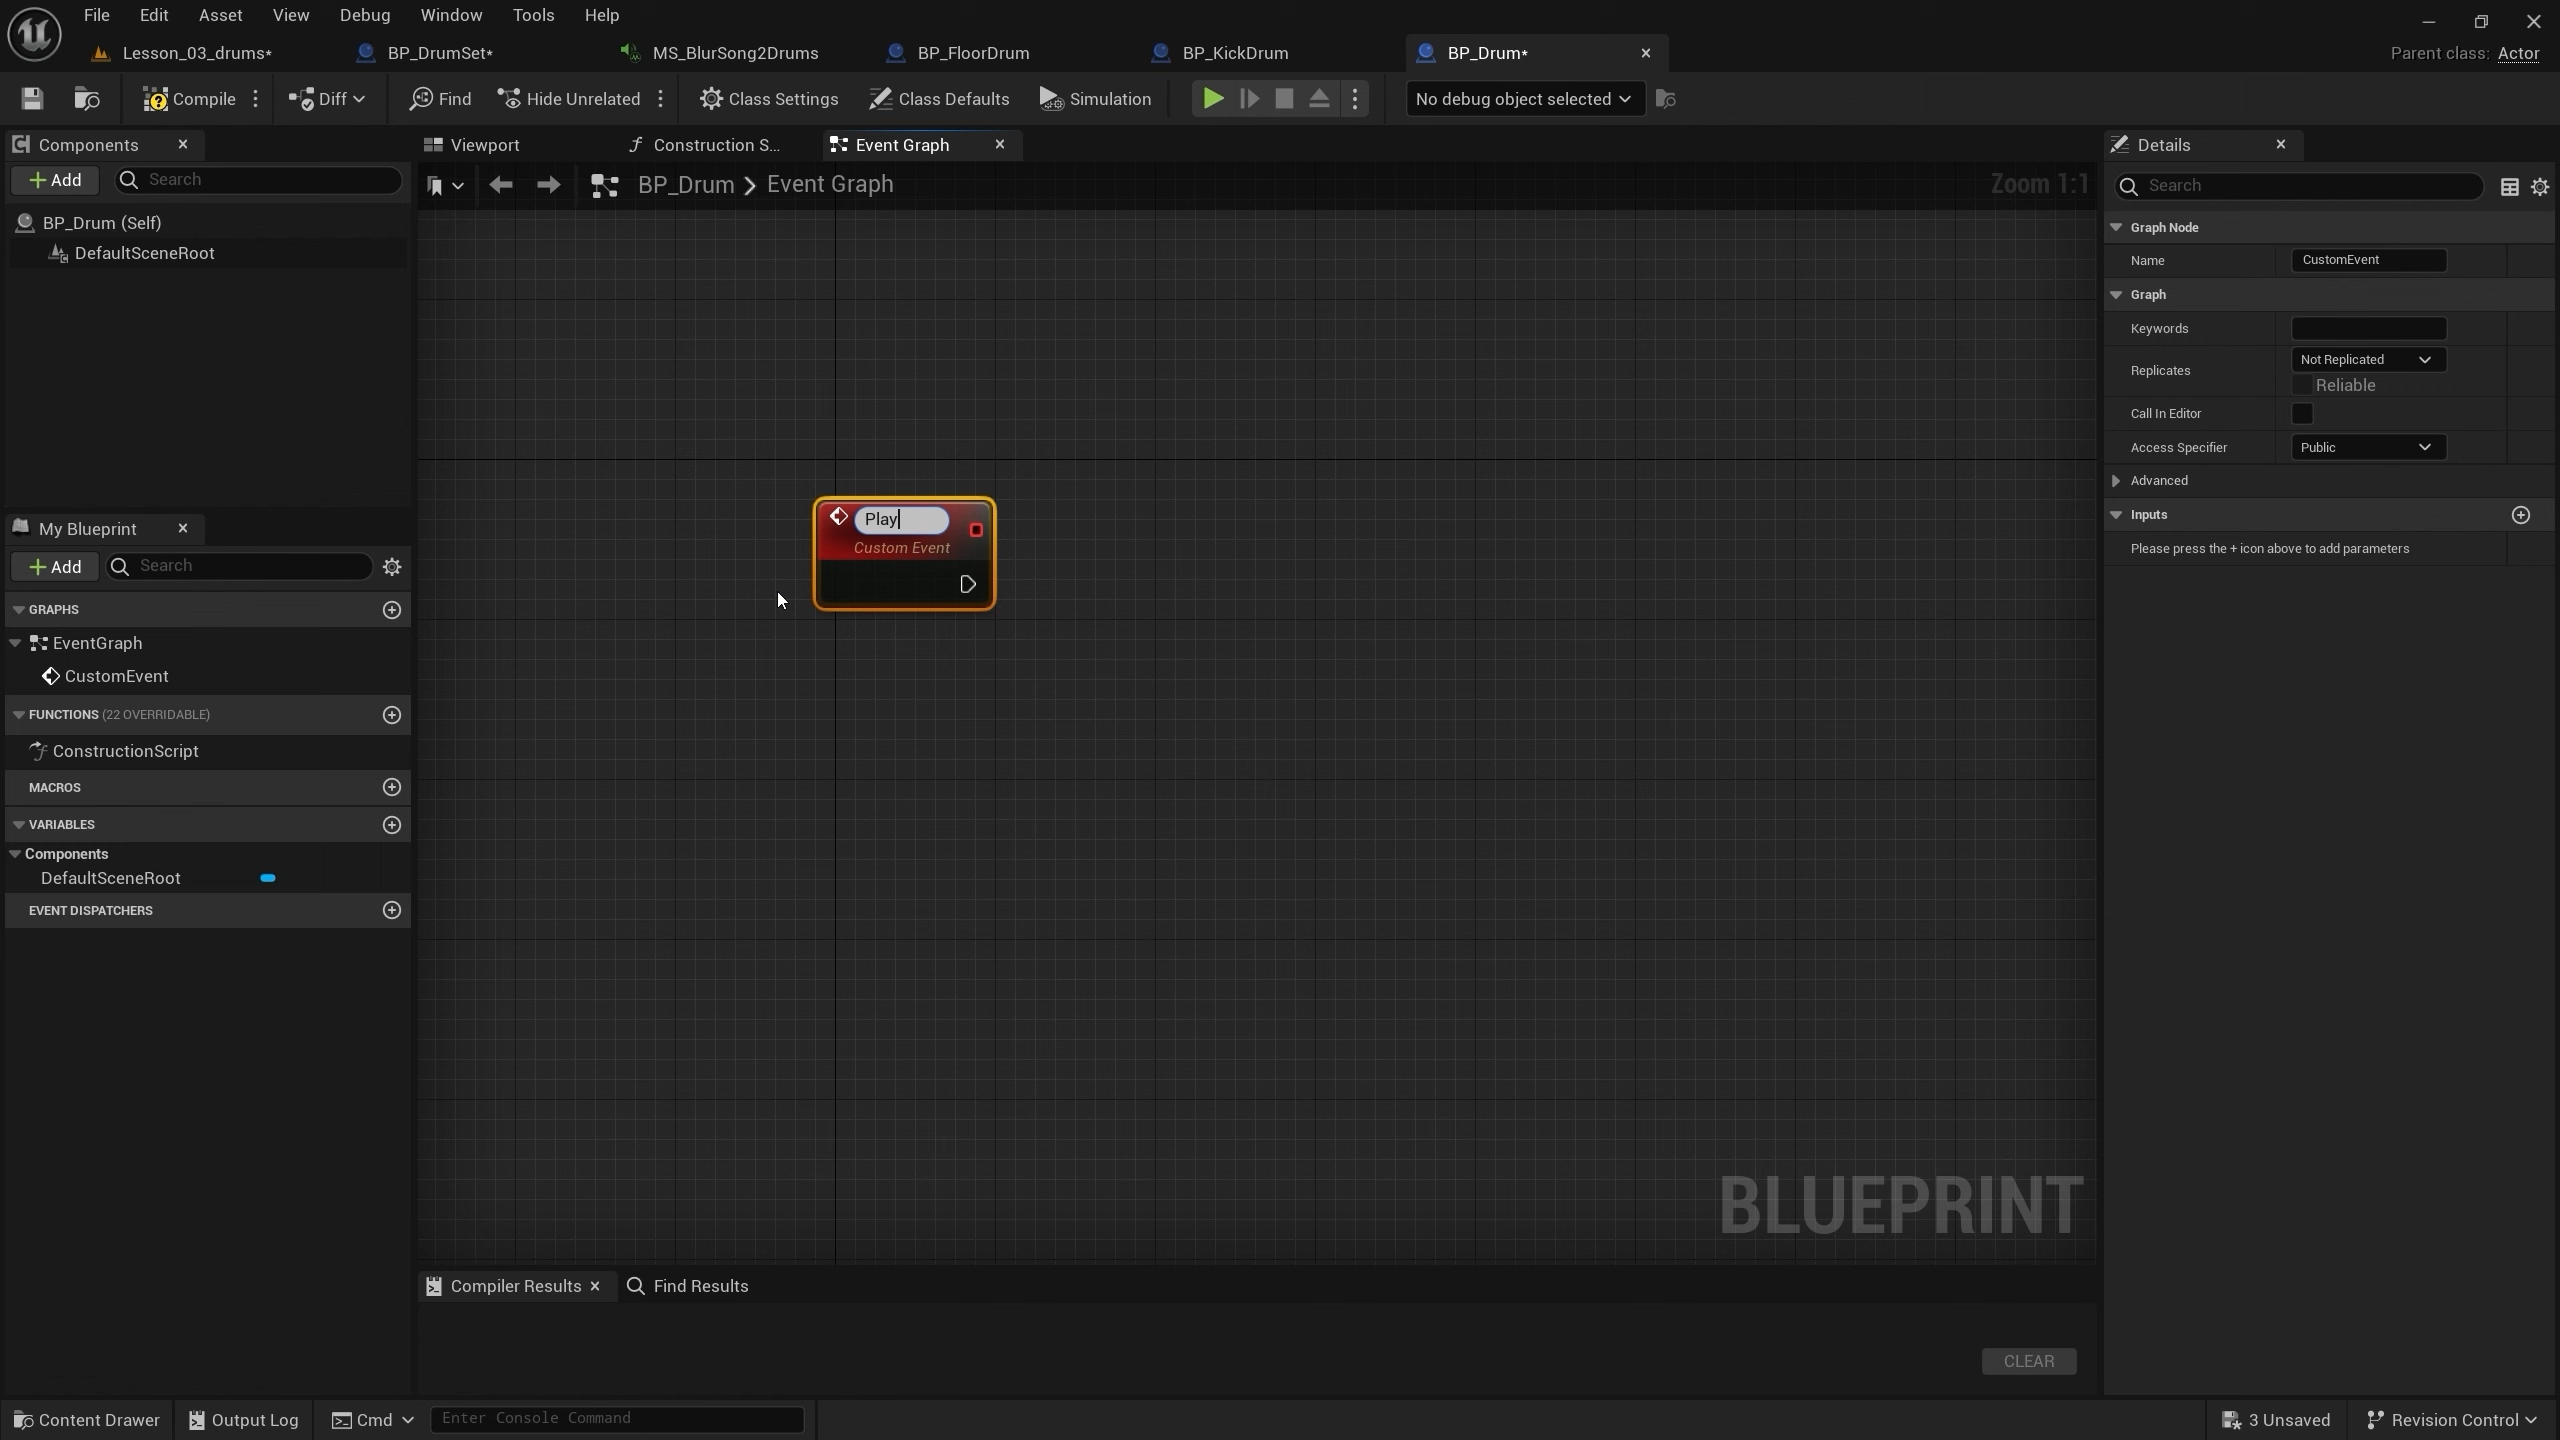 File Edit Asset View Debug Window Tools Help
Lesson_03_drums* BP_DrumSet* MS_BlurSong2Drums BP_FloorDrum BP_KickDrum BP_Drum* Parent class: Actor
Compile Diff Find Hide Unrelated Class Settings Class Defaults Simulation No debug object selected
Components Viewport Construction S... Event Graph Details
Add Search BP_Drum > Event Graph Zoom 1:1 Search
BP_Drum (Self)
DefaultSceneRoot
Graph Node
Name CustomEvent
Graph
Keywords
Replicates Not Replicated
Reliable
Call In Editor
Access Specifier Public
Advanced
Inputs
Please press the + icon above to add parameters
Play
Custom Event
My Blueprint
Add Search
GRAPHS
EventGraph
CustomEvent
FUNCTIONS (22 OVERRIDABLE)
ConstructionScript
MACROS
VARIABLES
Components
DefaultSceneRoot
EVENT DISPATCHERS
BLUEPRINT
Compiler Results Find Results
CLEAR
Content Drawer Output Log Cmd Enter Console Command 3 Unsaved Revision Control